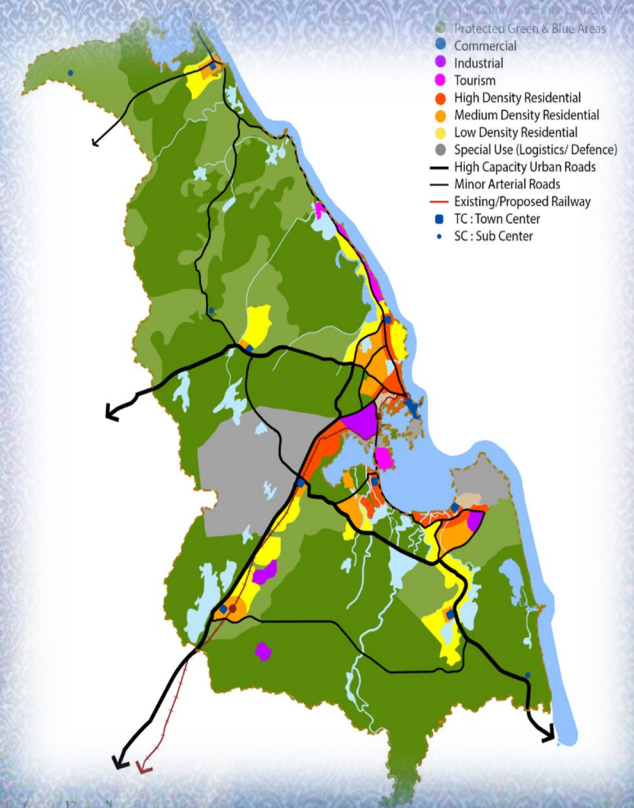 Protected Green & Blue Areas
Commercial
Industrial
Tourism
High Density Residential
Medium Density Residential
Low Density Residential
Special Use (Logistics/ Defence)
High Capacity Urban Roads
Minor Arterial Roads
Existing/Proposed Railway
TC : Town Center
SC : Sub Center